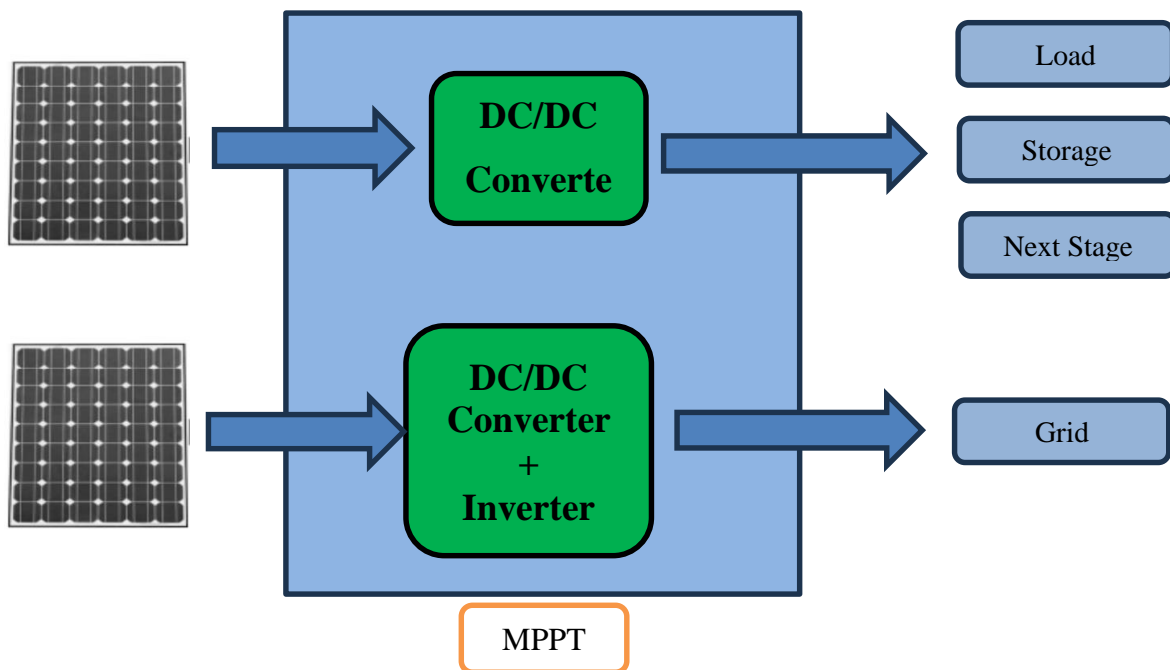 DC/DC
Converte
Load
Storage
Next Stage
DC/DC
Converter
+
Inverter
Grid
MPPT